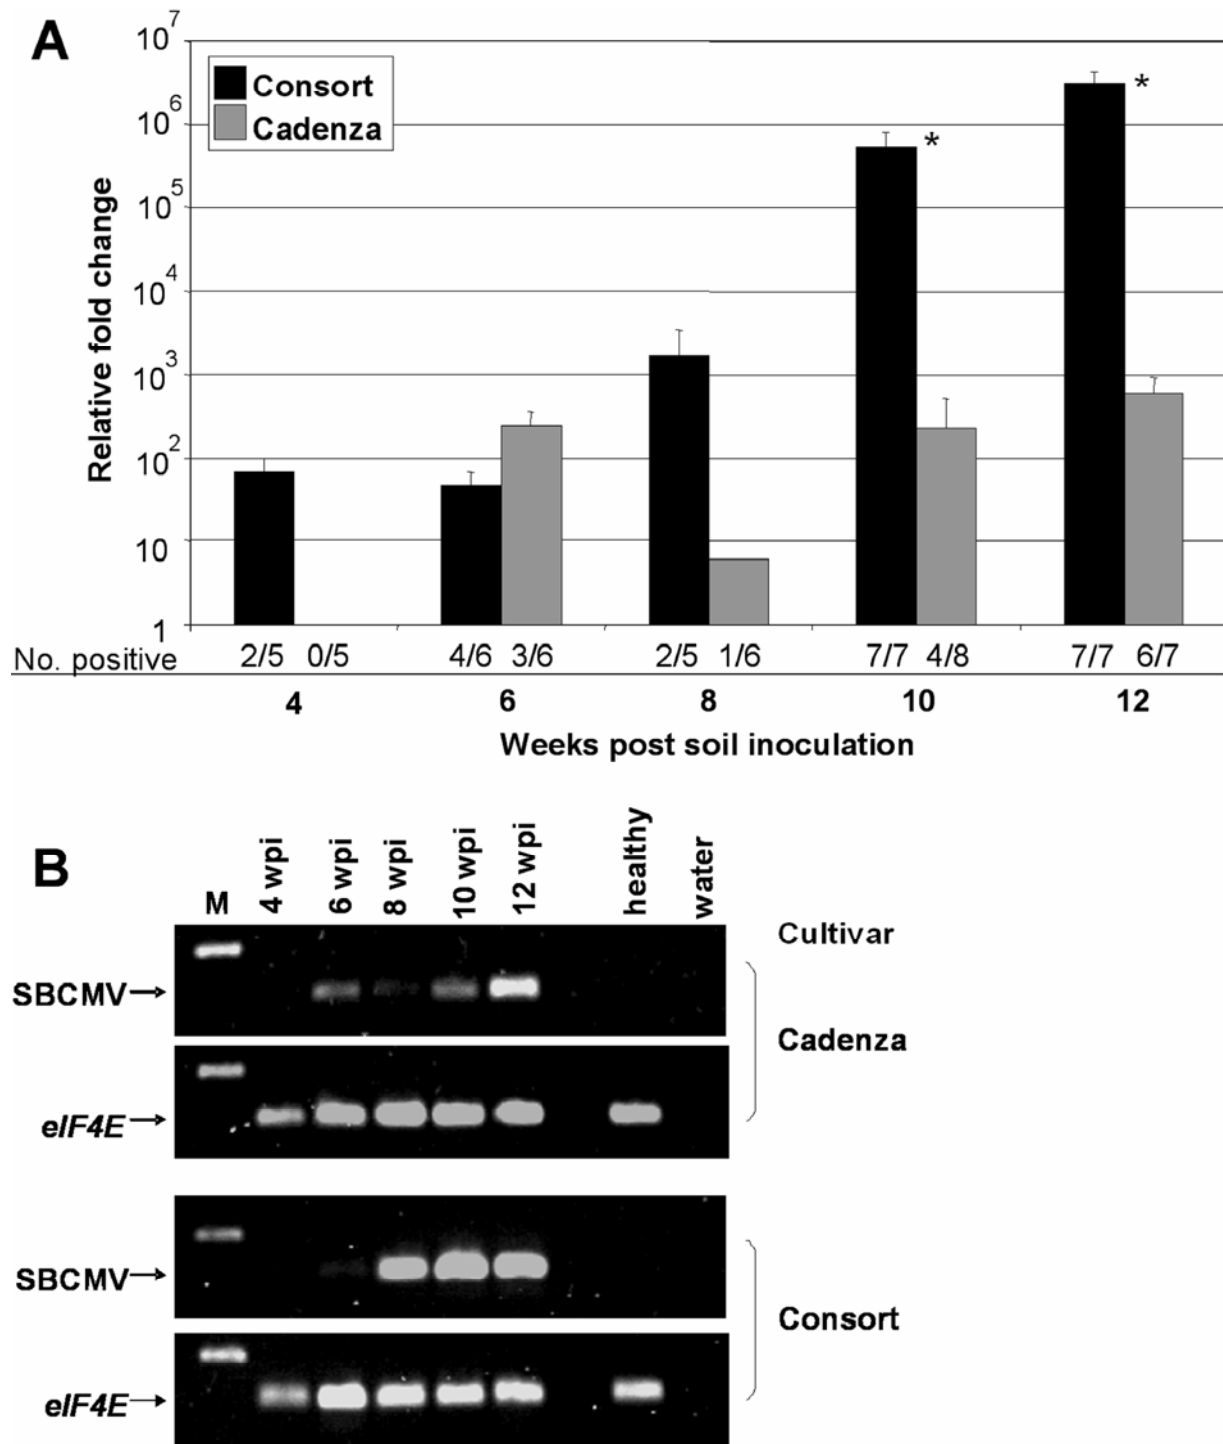 A
10^7
10^6
10^5
10^4
10^3
10^2
10
1
Relative fold change
Consort
Cadenza
*
*
No. positive 2/5 0/5 4/6 3/6 2/5 1/6 7/7 4/8 7/7 6/7
4 6 8 10 12
Weeks post soil inoculation
B
M 4 wpi 6 wpi 8 wpi 10 wpi 12 wpi healthy water
Cultivar
SBCMV
Cadenza
eIF4E
SBCMV
Consort
eIF4E